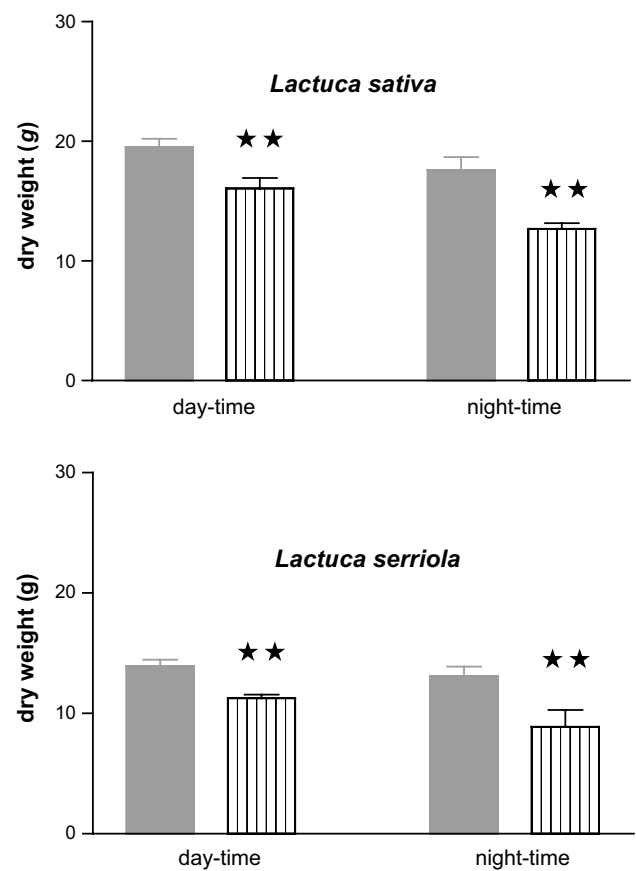 30
Lactuca sativa
★★
20
★★
dry weight (g)
10
0
day-time night-time
30
Lactuca serriola
20
★★ ★★
dry weight (g)
10
0
day-time night-time